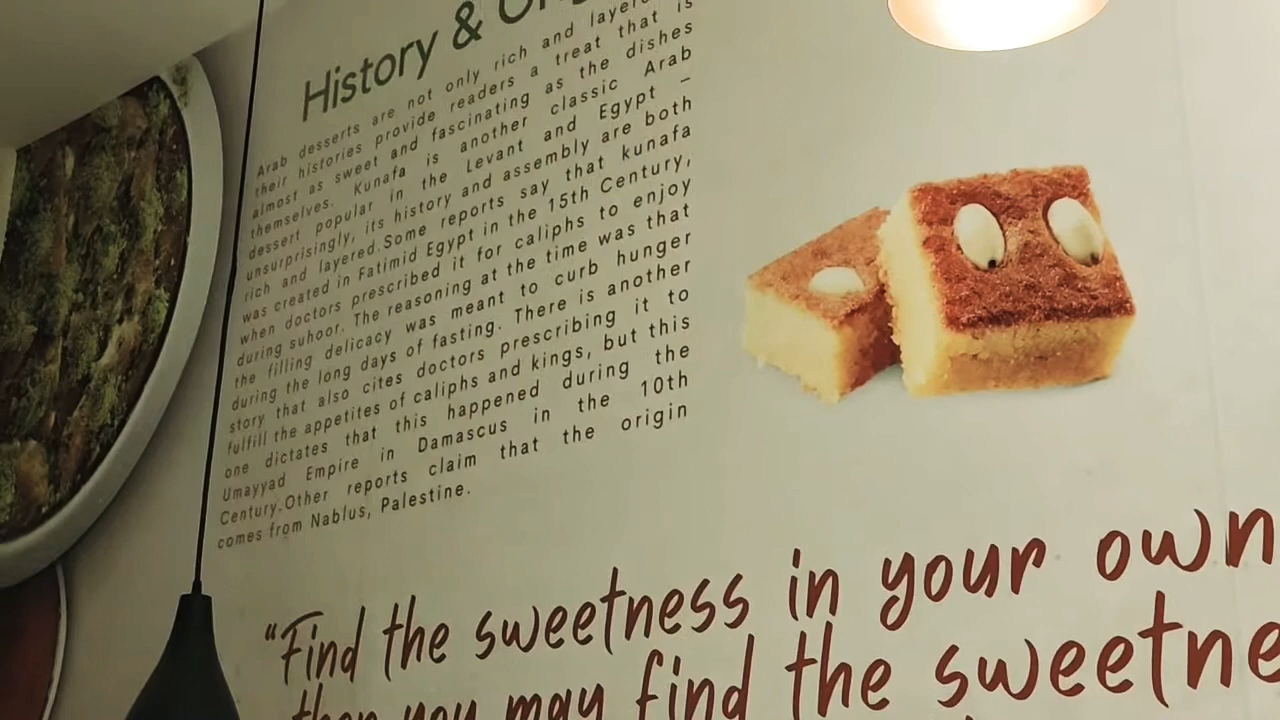 History &
Arab desserts are not only rich and
their histories provide readers a treat that is
almost as sweet and fascinating as the dishes
themselves. Kunafa is another classic Arab
dessert popular in the Levant and Egypt –
unsurprisingly, its history and assembly are both
rich and layered.Some reports say that kunafa
was created in Fatimid Egypt in the 15th Century,
when doctors prescribed it for caliphs to enjoy
during suhoor. The reasoning at the time was that
the filling delicacy was meant to curb hunger
during the long days of fasting. There is another
story that also cites doctors prescribing it to
fulfill the appetites of caliphs and kings, but this
one dictates that this happened during the
Umayyad Empire in Damascus in the 10th
Century.Other reports claim that the origin
comes from Nablus, Palestine.
"Find the sweetness in your own
then you may find the